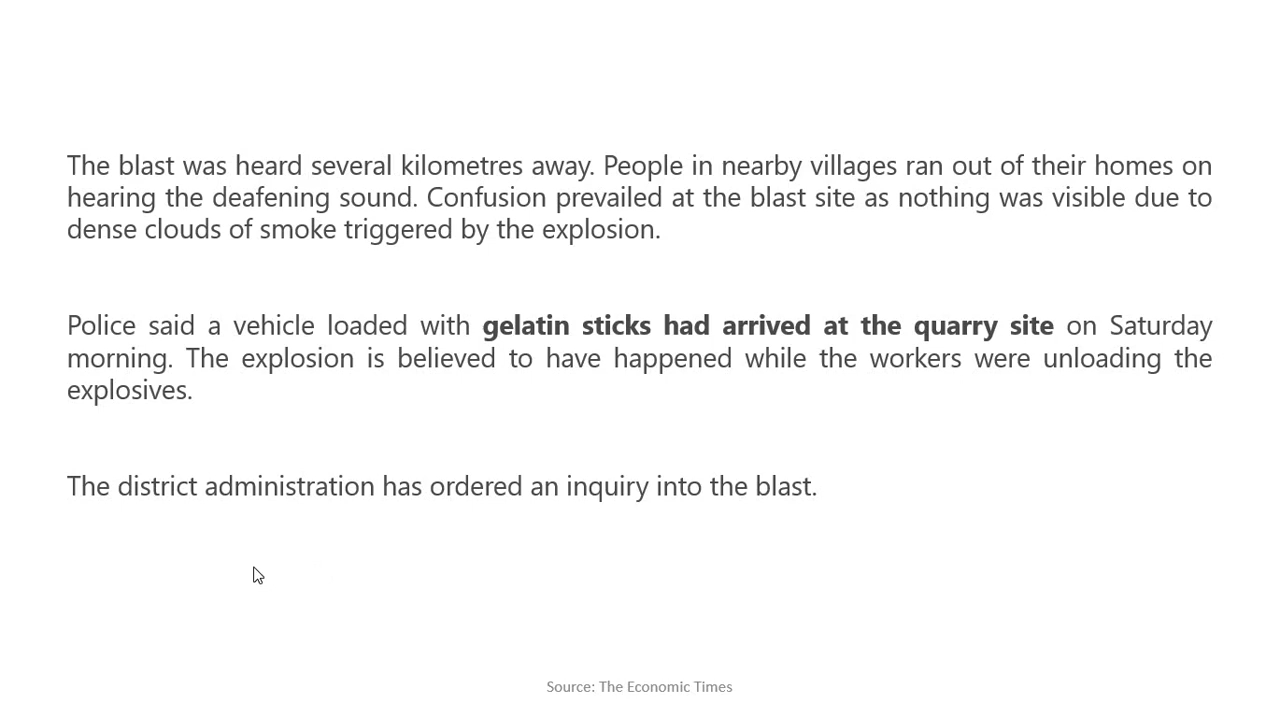 The blast was heard several kilometres away. People in nearby villages ran out of their homes on
hearing the deafening sound. Confusion prevailed at the blast site as nothing was visible due to
dense clouds of smoke triggered by the explosion.
Police said a vehicle loaded with gelatin sticks had arrived at the quarry site on Saturday
morning. The explosion is believed to have happened while the workers were unloading the
explosives.
The district administration has ordered an inquiry into the blast.
Source: The Economic Times